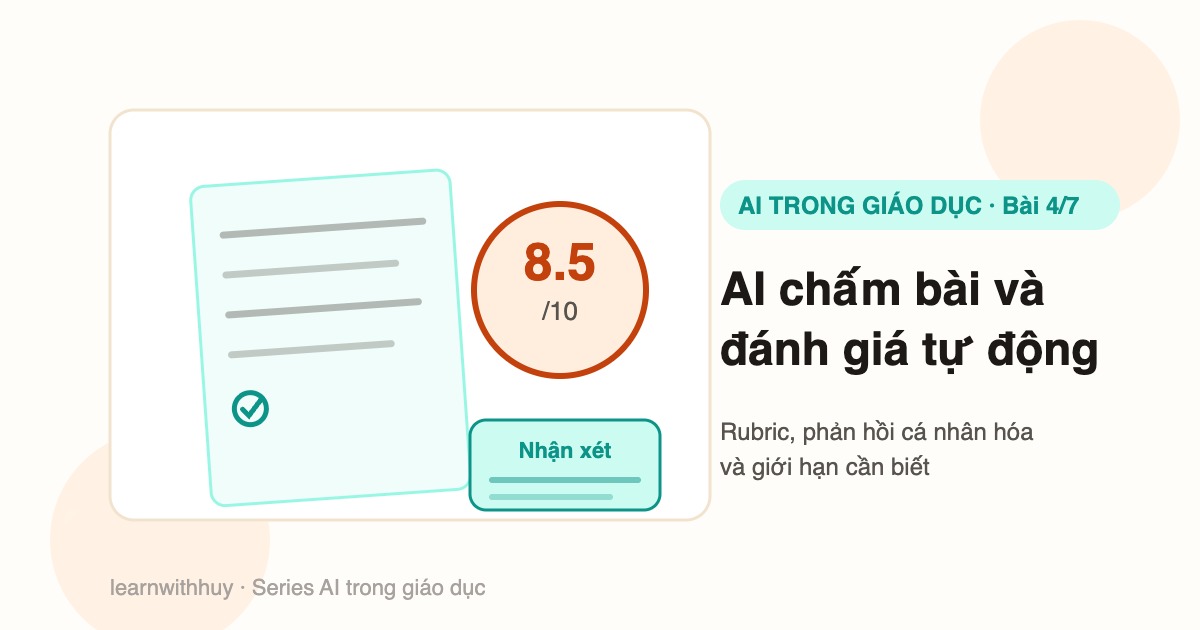 8.5
/10
Nhận xét
AI TRONG GIÁO DỤC · Bài 4/7
AI chấm bài và
đánh giá tự động
Rubric, phản hồi cá nhân hóa
và giới hạn cần biết
learnwithhuy · Series AI trong giáo dục